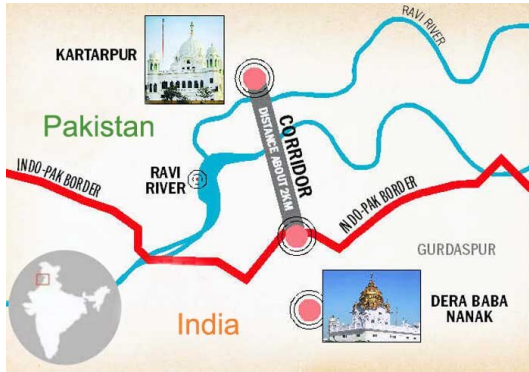 KARTARPUR
RAVI RIVER
Pakistan
CORRIDOR
DISTANCE ABOUT 2KM
INDO-PAK BORDER
RAVI
RIVER
INDO-PAK BORDER
GURDASPUR
India
DERA BABA
NANAK